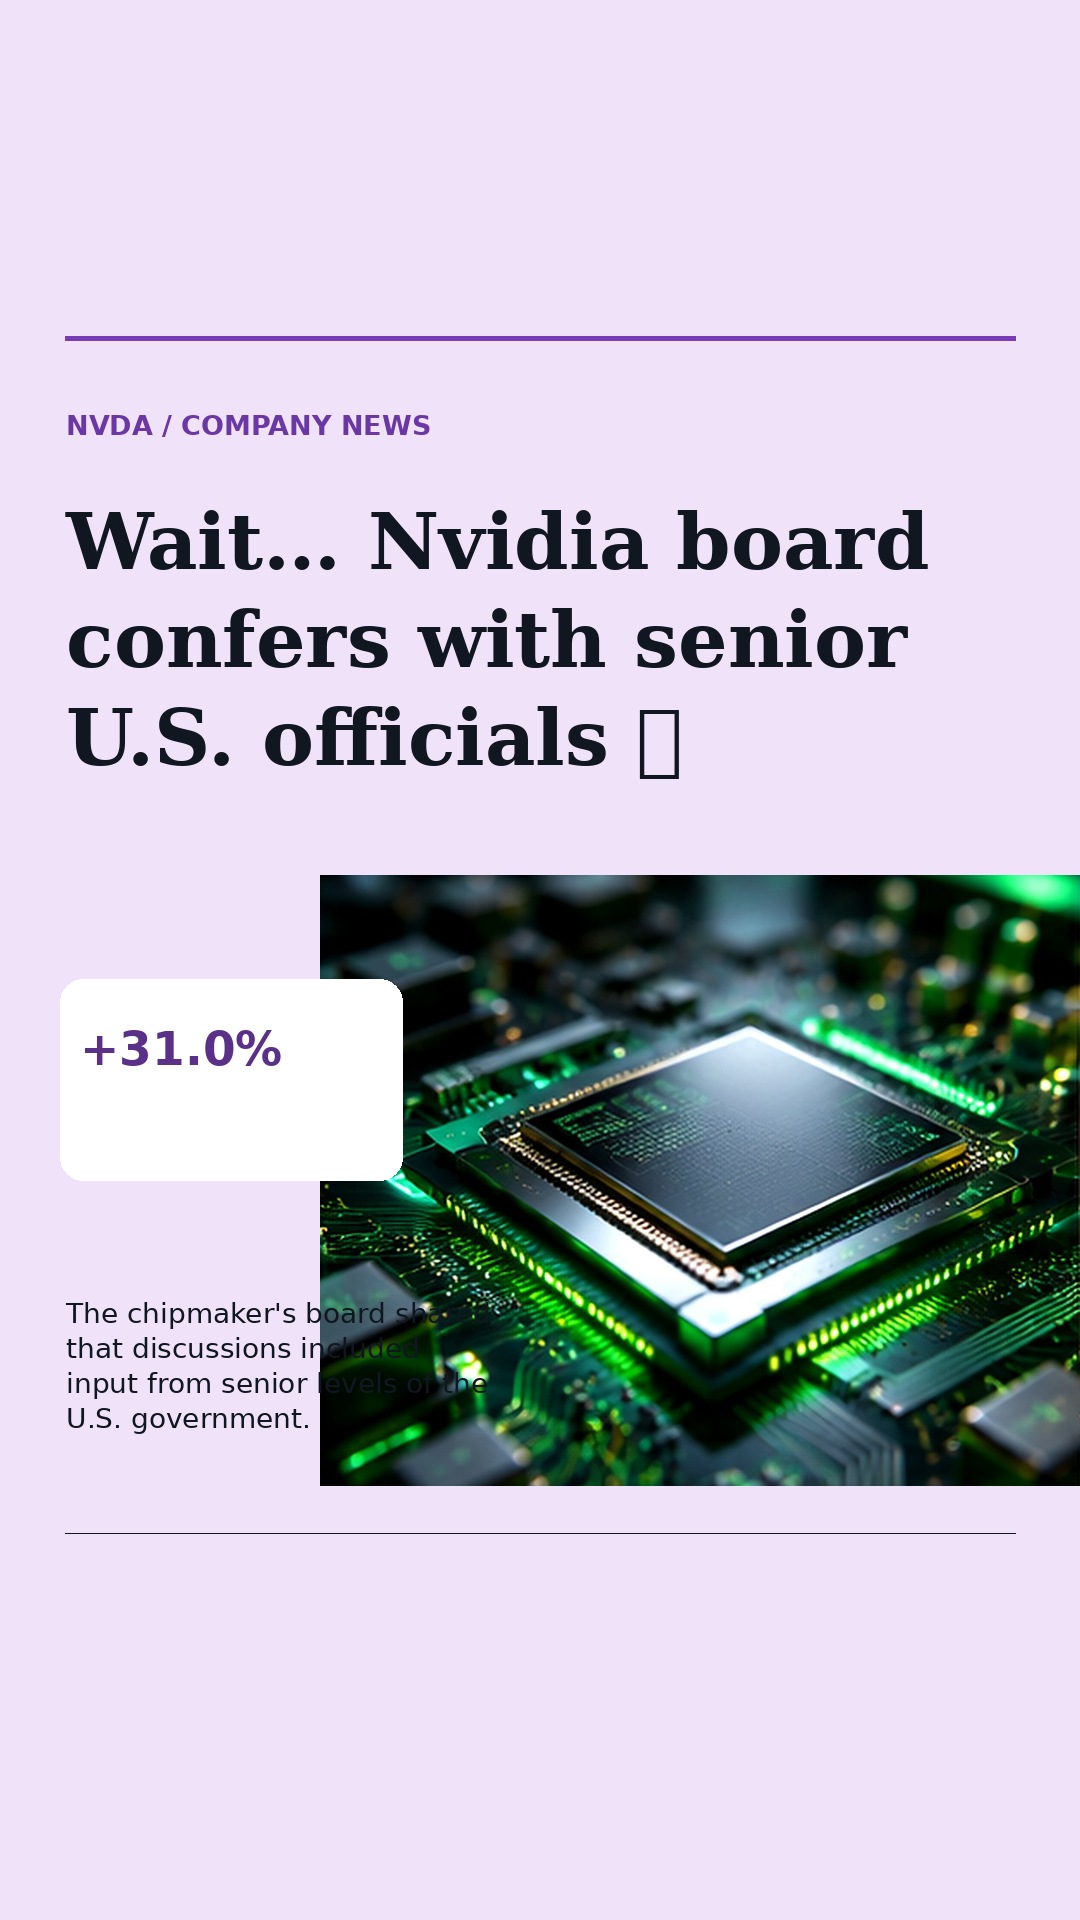 NVDA / COMPANY NEWS
Wait... Nvidia board
confers with senior
U.S. officials
+31.0%
The chipmaker's board
that discussions included
input from senior levels of the
U.S. government.